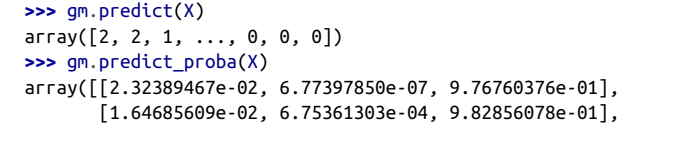 >>> gm.predict(X)
array([2, 2, 1, ..., 0, 0, 0])
>>> gm.predict_proba(X)
array([[2.32389467e-02, 6.77397850e-07, 9.76760376e-01],
       [1.64685609e-02, 6.75361303e-04, 9.82856078e-01],